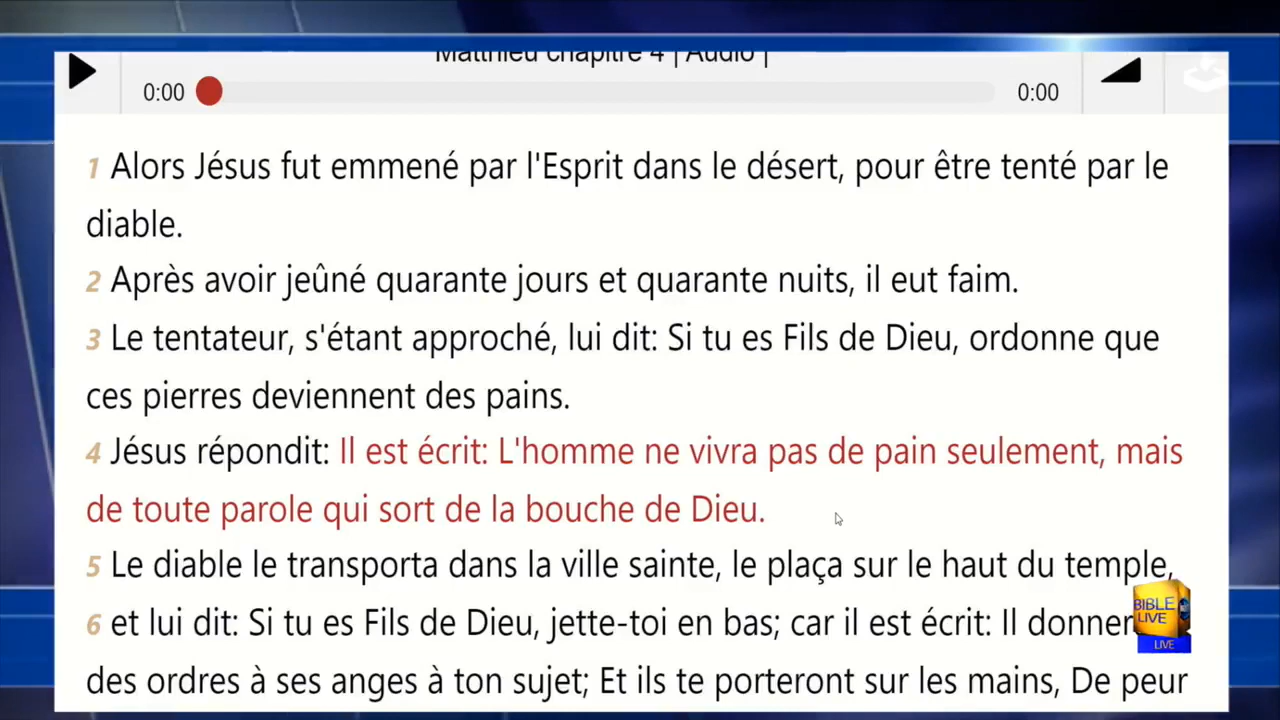 Matthieu chapitre 4 | Audio |
0:00 0:00
1 Alors Jésus fut emmené par l'Esprit dans le désert, pour être tenté par le
diable.
2 Après avoir jeûné quarante jours et quarante nuits, il eut faim.
3 Le tentateur, s'étant approché, lui dit: Si tu es Fils de Dieu, ordonne que
ces pierres deviennent des pains.
4 Jésus répondit: Il est écrit: L'homme ne vivra pas de pain seulement, mais
de toute parole qui sort de la bouche de Dieu.
5 Le diable le transporta dans la ville sainte, le plaça sur le haut du temple,
6 et lui dit: Si tu es Fils de Dieu, jette-toi en bas; car il est écrit: Il donner
des ordres à ses anges à ton sujet; Et ils te porteront sur les mains, De peur
BIBLE
LIVE
LIVE